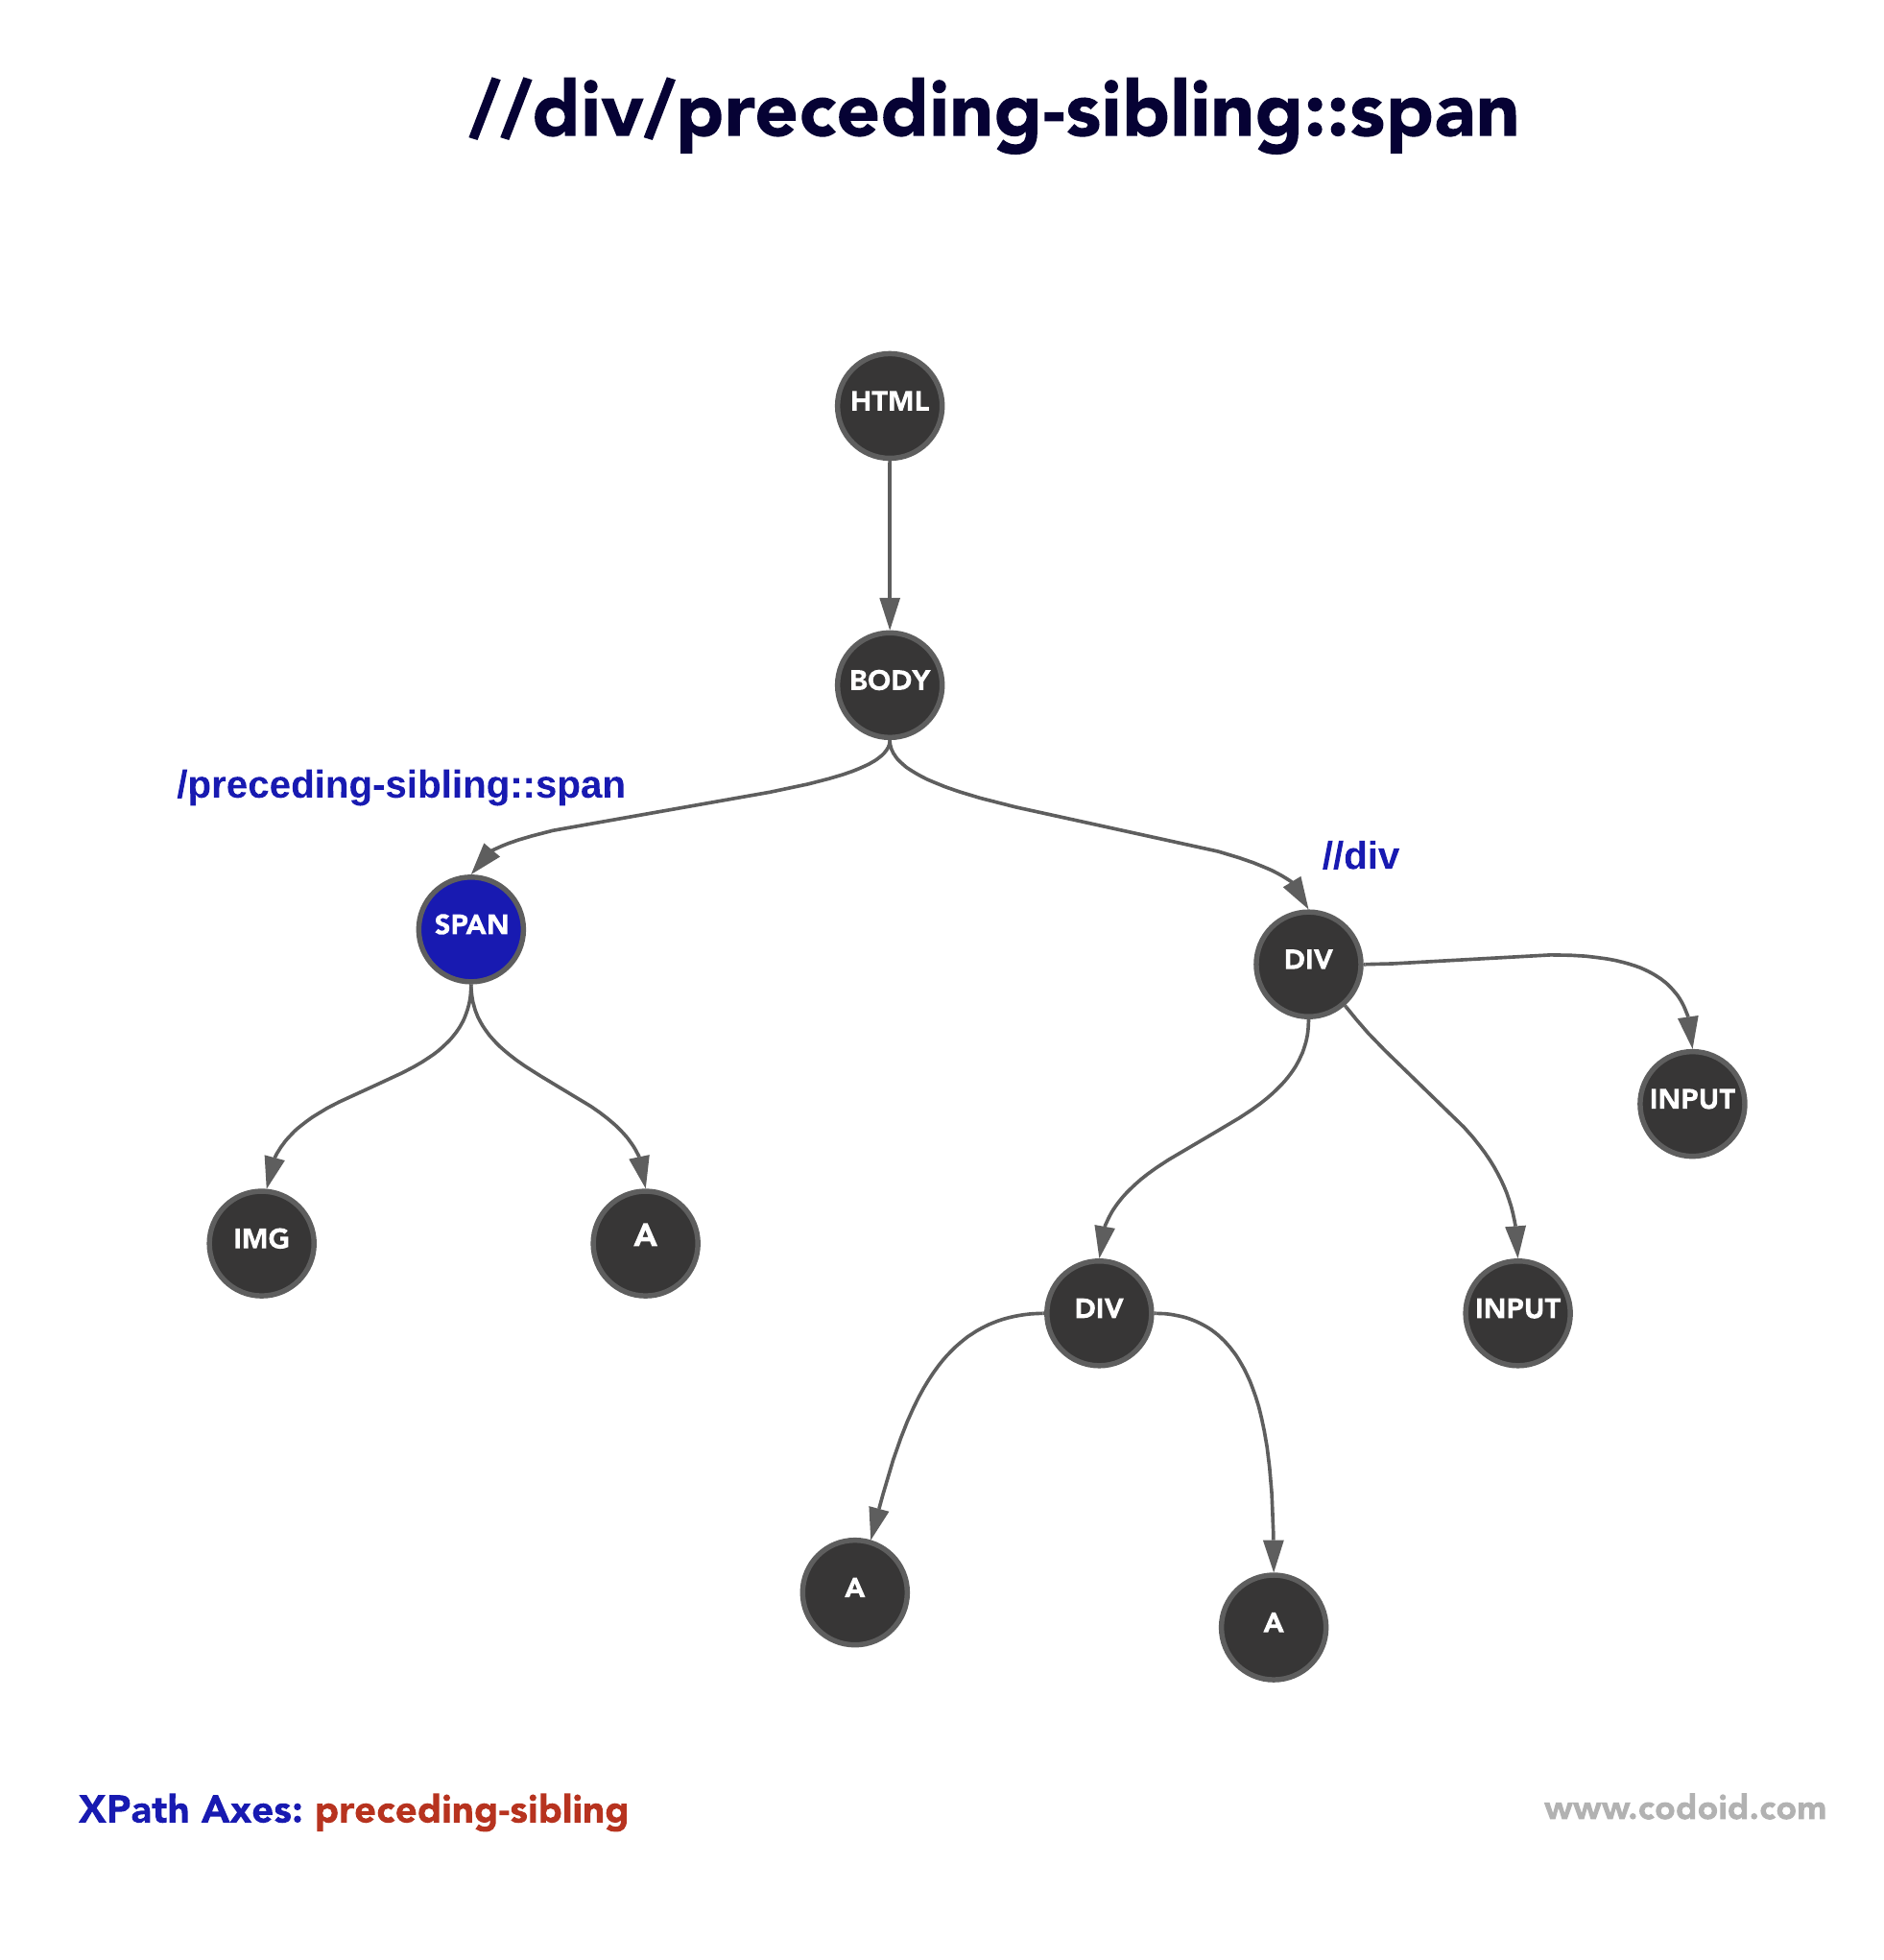 //div/preceding-sibling::span
HTML
BODY
/preceding-sibling::span
//div
SPAN
DIV
INPUT
IMG
A
DIV
INPUT
A
A
XPath Axes: preceding-sibling
www.codoid.com